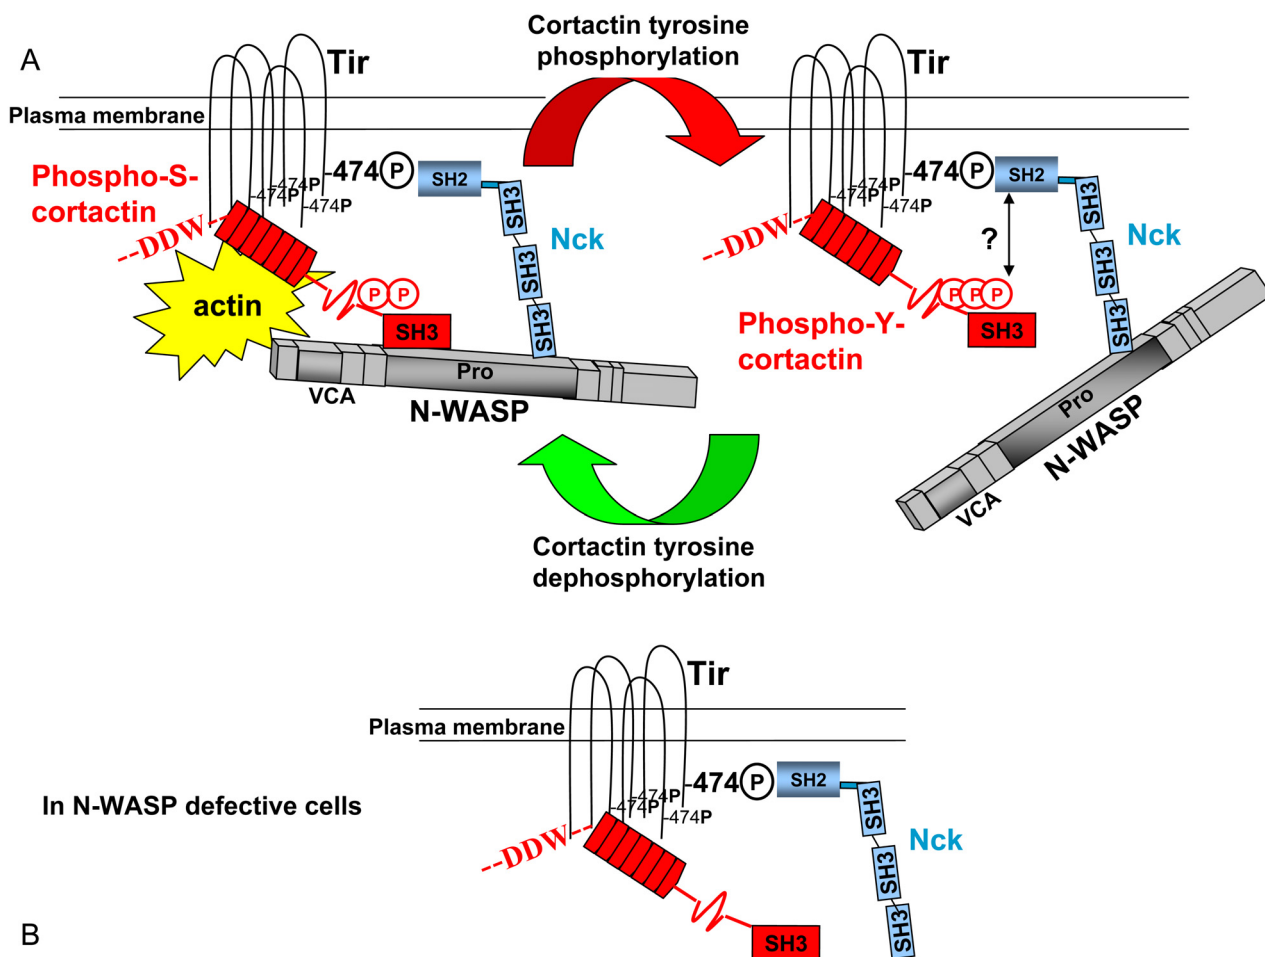 A
Cortactin tyrosine
phosphorylation
Tir
Tir
Plasma membrane
Phospho-S-
cortactin
-474P
-474P
-474P
-474 P
SH2
SH3
SH3
SH3
Nck
--DDW--
actin
P P
SH3
Pro
VCA
N-WASP
-474P
-474P
-474P
-474 P
SH2
SH3
SH3
SH3
Nck
?
--DDW--
PPP
SH3
Phospho-Y-
cortactin
Pro
VCA
N-WASP
Cortactin tyrosine
dephosphorylation
Tir
Plasma membrane
In N-WASP defective cells
-474P
-474P
-474P
-474 P
SH2
SH3
SH3
SH3
Nck
--DDW--
SH3
B